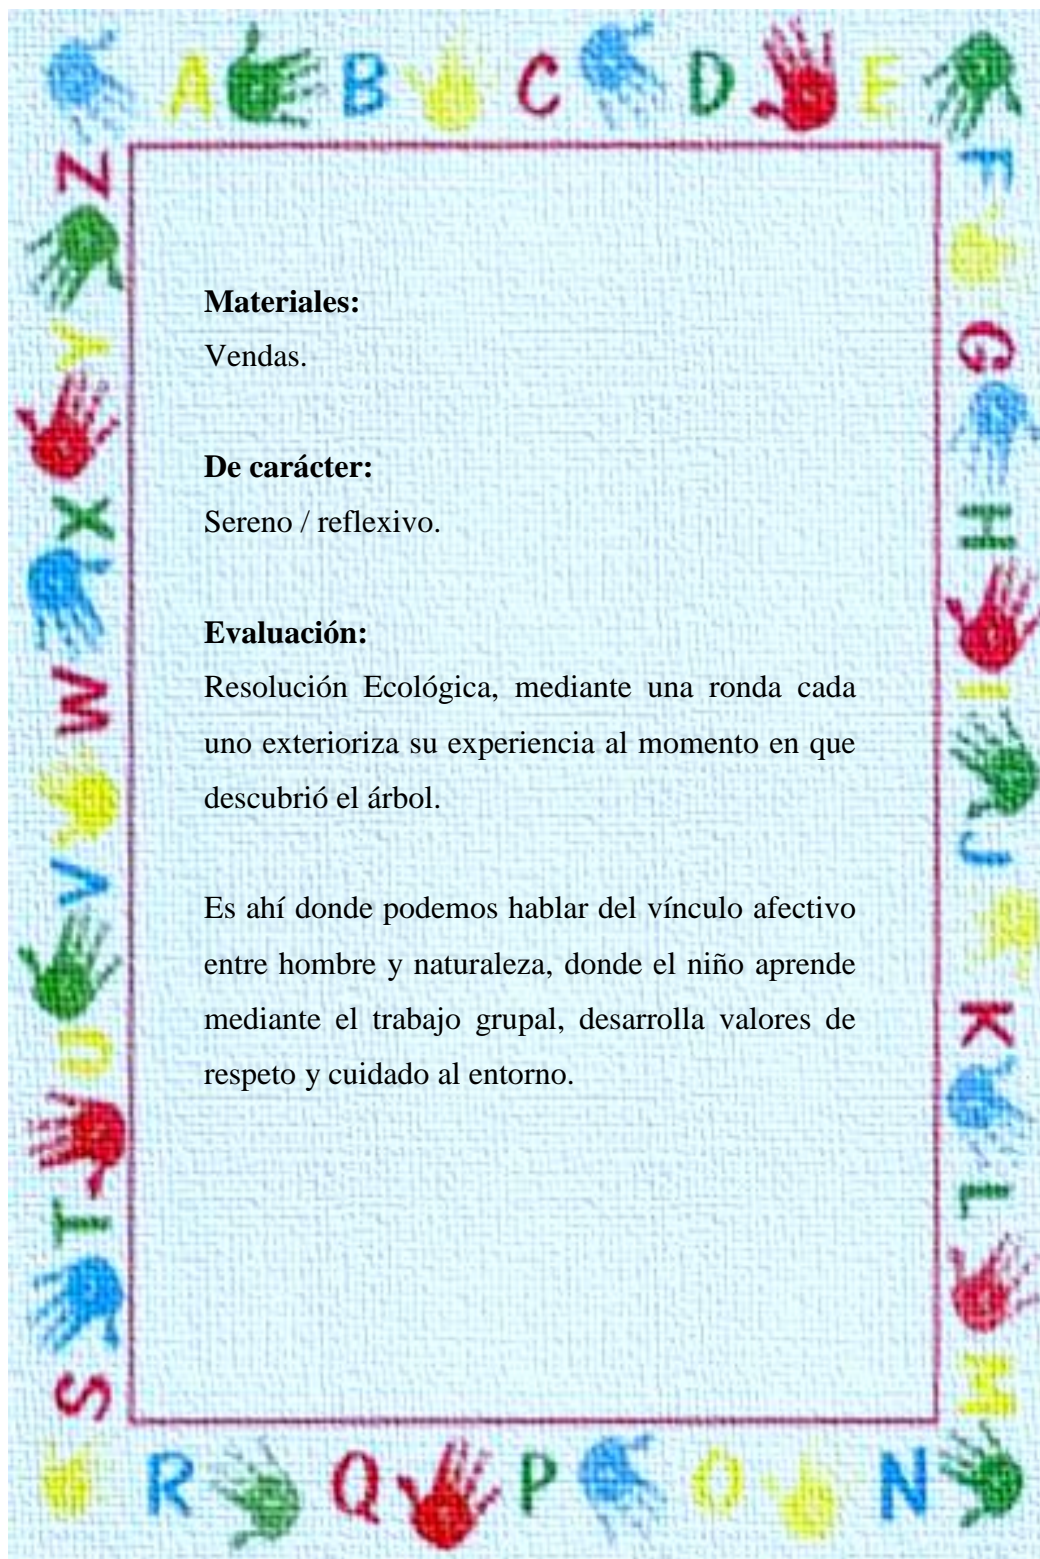 A B C D E
F
G
H
I
J
K
L
M
N
O
P
Q
R
S
T
U
V
W
X
Y
Z
Materiales:
Vendas.
De carácter:
Sereno / reflexivo.
Evaluación:
Resolución Ecológica, mediante una ronda cada
uno exterioriza su experiencia al momento en que
descubrió el árbol.
Es ahí donde podemos hablar del vínculo afectivo
entre hombre y naturaleza, donde el niño aprende
mediante el trabajo grupal, desarrolla valores de
respeto y cuidado al entorno.